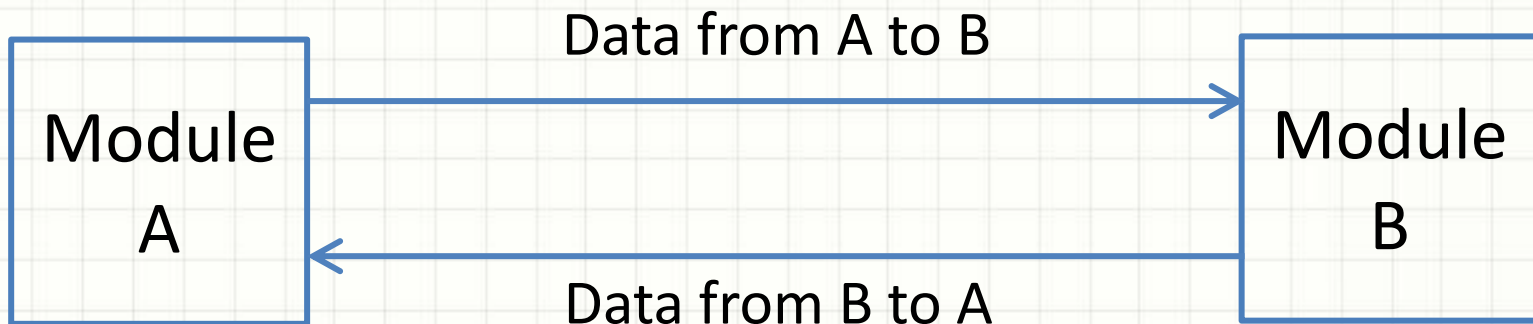 Data from A to B
Module
A
Module
B
Data from B to A